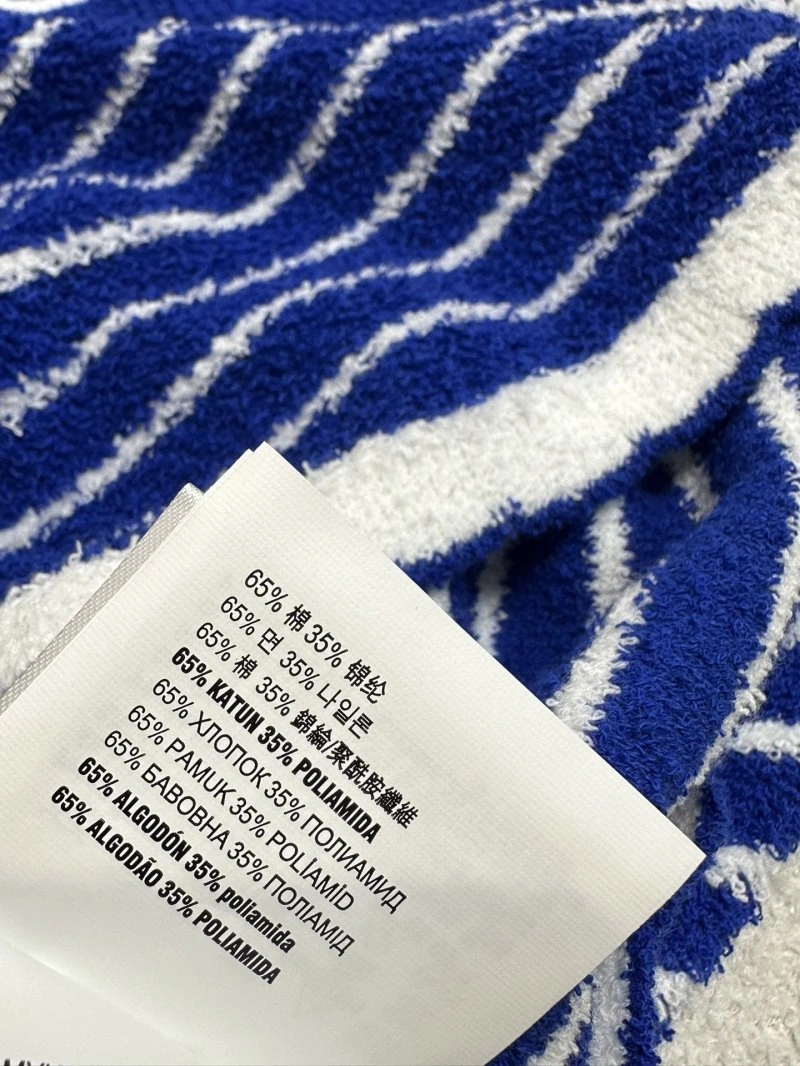 65% 棉 35% 锦纶
65% 면 35% 나일론
65% 棉 35% 錦綸/聚酰胺纖維
65% KATUN 35% POLIAMIDA
65% ХЛОПОК 35% ПОЛИАМИД
65% PAMUK 35% POLİAMİD
65% БАВОВНА 35% ПОЛІАМІД
65% ALGODÓN 35% poliamida
65% ALGODÃO 35% POLIAMIDA